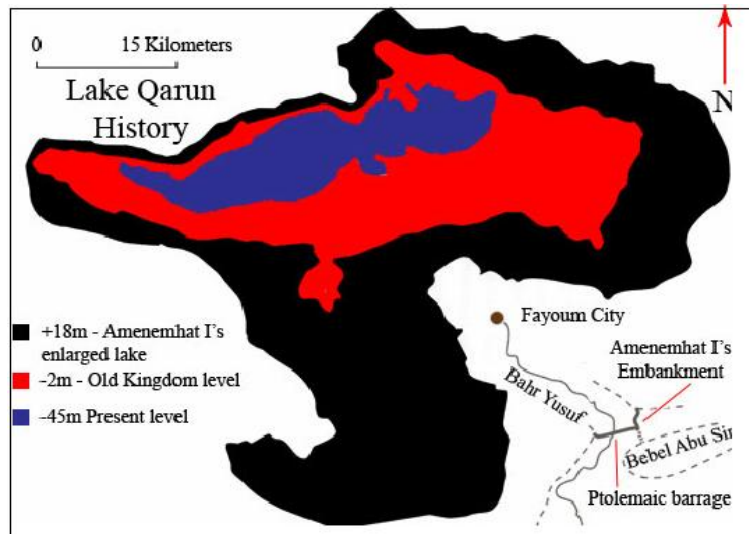 0 15 Kilometers
Lake Qarun
History
N
+18m - Amenemhat I's
enlarged lake
-2m - Old Kingdom level
-45m Present level
Fayoum City
Amenemhat I's
Embankment
Bahr Yusuf
Bebel Abu Sir
Ptolemaic barrage